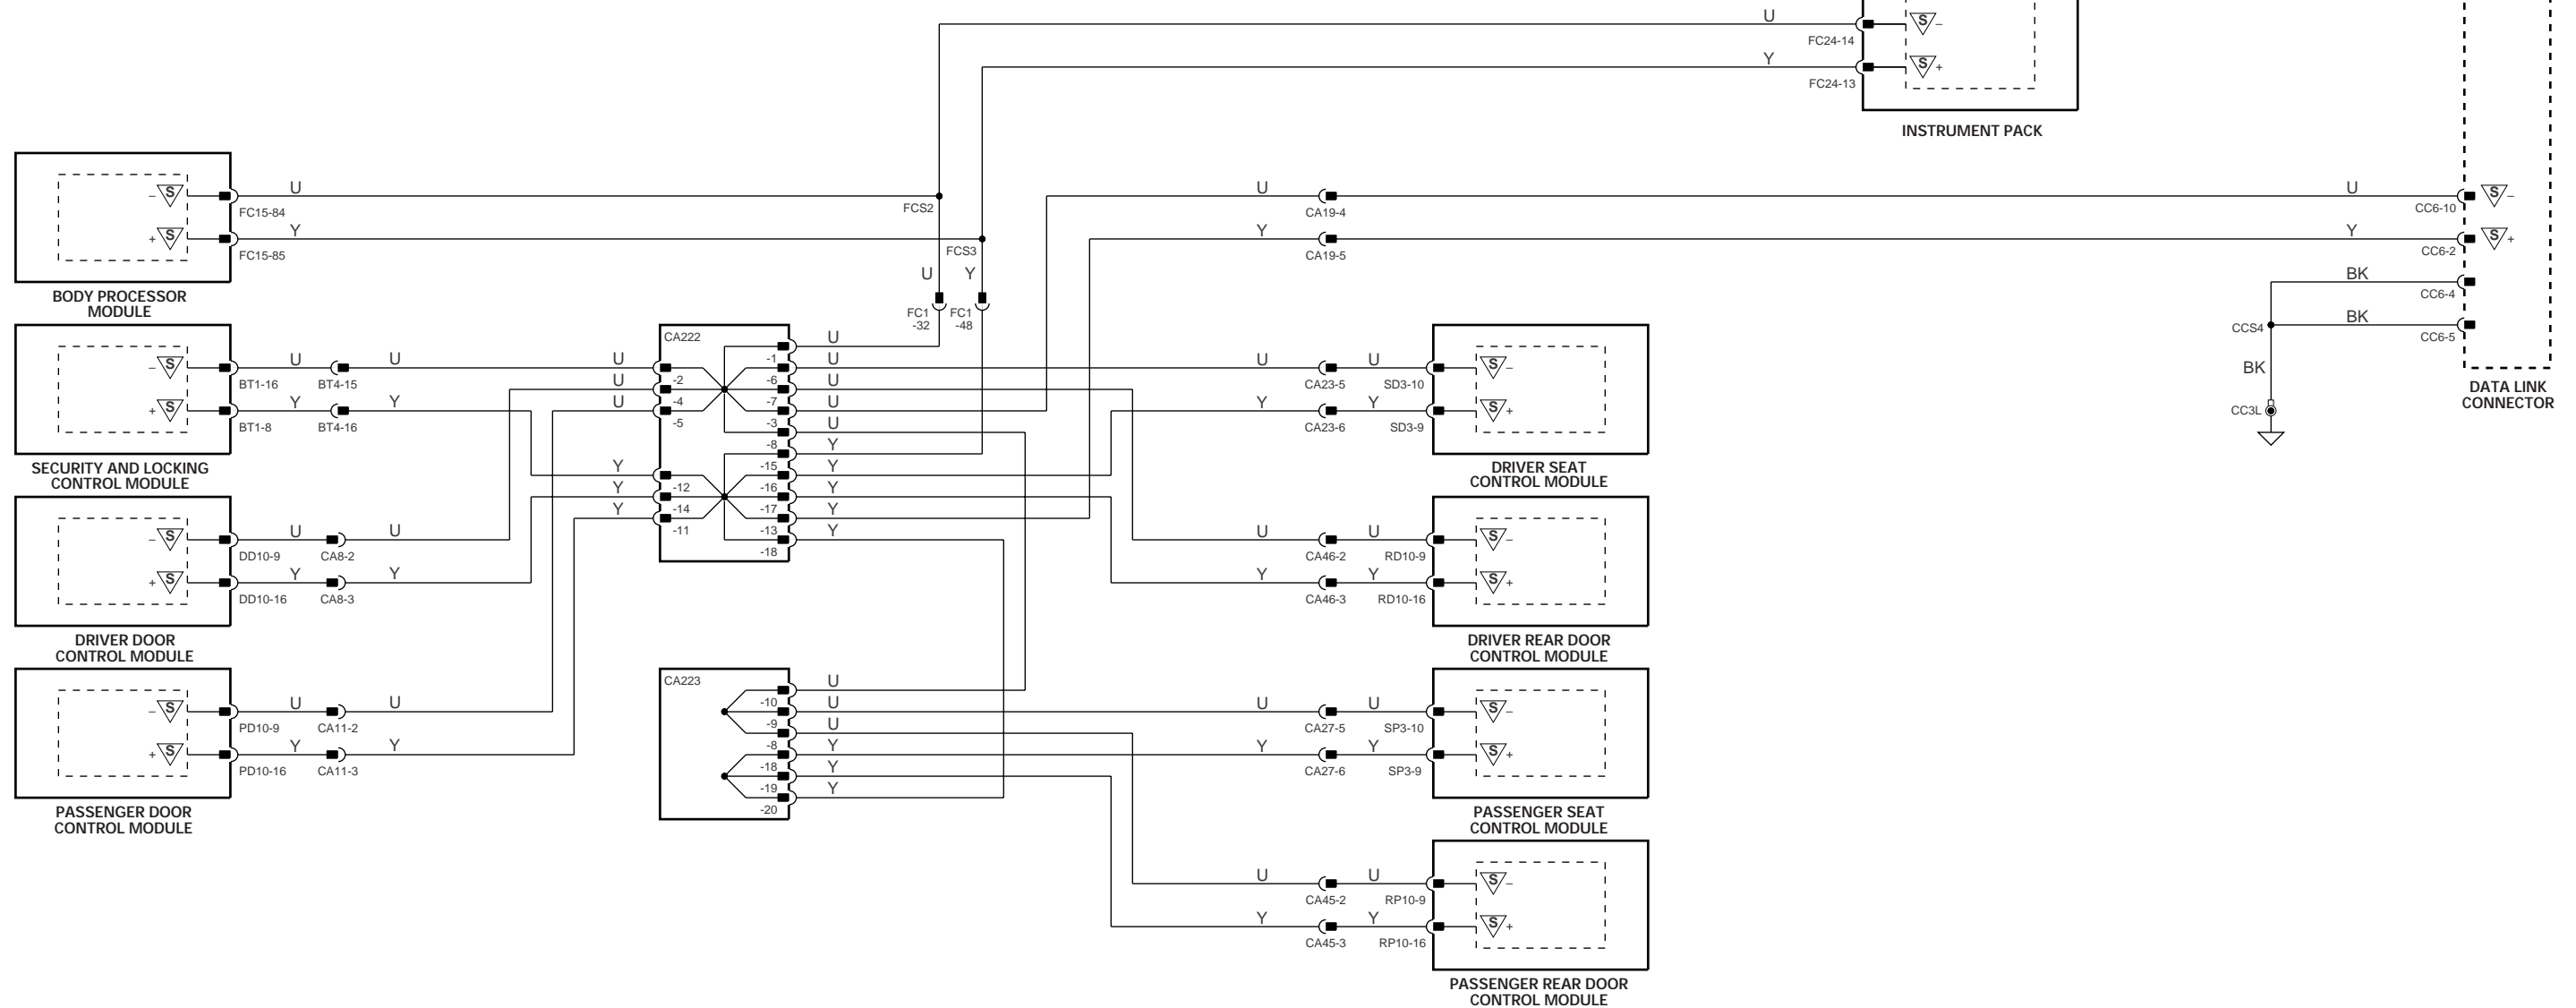 U
FC24-14
S
–
Y
FC24-13
S
+
INSTRUMENT PACK
–
S
U
FC15-84
FCS2
+
S
Y
FC15-85
FCS3
BODY PROCESSOR
MODULE
U
Y
FC1
-32
FC1
-48
U
CA19-4
U
CC6-10
S
–
Y
CA19-5
Y
CC6-2
S
+
BK
CC6-4
CCS4
BK
CC6-5
BK
CC3L
DATA LINK
CONNECTOR
–
S
U
U
BT1-16
BT4-15
+
S
Y
Y
BT1-8
BT4-16
SECURITY AND LOCKING
CONTROL MODULE
–
S
U
U
DD10-9
CA8-2
+
S
Y
Y
DD10-16
CA8-3
DRIVER DOOR
CONTROL MODULE
–
S
U
U
PD10-9
CA11-2
+
S
Y
Y
PD10-16
CA11-3
PASSENGER DOOR
CONTROL MODULE
CA222
U
-2
U
-4
U
-5
Y
-12
Y
-14
Y
-11
U
-1
U
-6
U
-7
U
-3
U
-8
Y
-15
Y
-16
Y
-17
Y
-13
Y
-18
CA223
U
-10
U
-9
U
-8
Y
-18
Y
-19
Y
-20
U
U
CA23-5
SD3-10
S
–
Y
Y
CA23-6
SD3-9
S
+
DRIVER SEAT
CONTROL MODULE
U
U
CA46-2
RD10-9
S
–
Y
Y
CA46-3
RD10-16
S
+
DRIVER REAR DOOR
CONTROL MODULE
U
U
CA27-5
SP3-10
S
–
Y
Y
CA27-6
SP3-9
S
+
PASSENGER SEAT
CONTROL MODULE
U
U
CA45-2
RP10-9
S
–
Y
Y
CA45-3
RP10-16
S
+
PASSENGER REAR DOOR
CONTROL MODULE